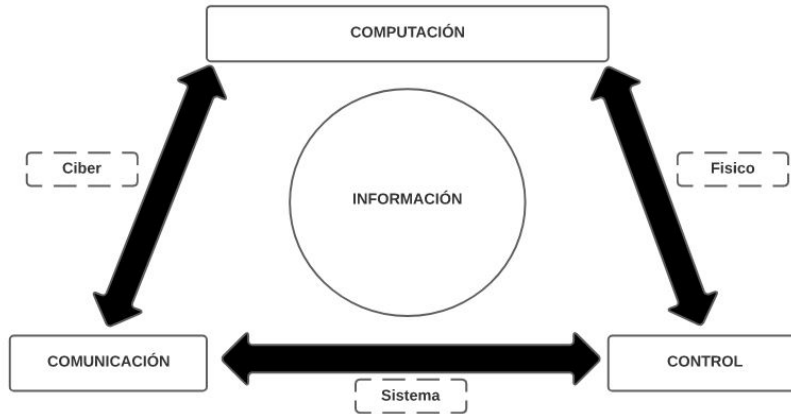 COMPUTACIÓN
Ciber
Fisico
INFORMACIÓN
COMUNICACIÓN
CONTROL
Sistema